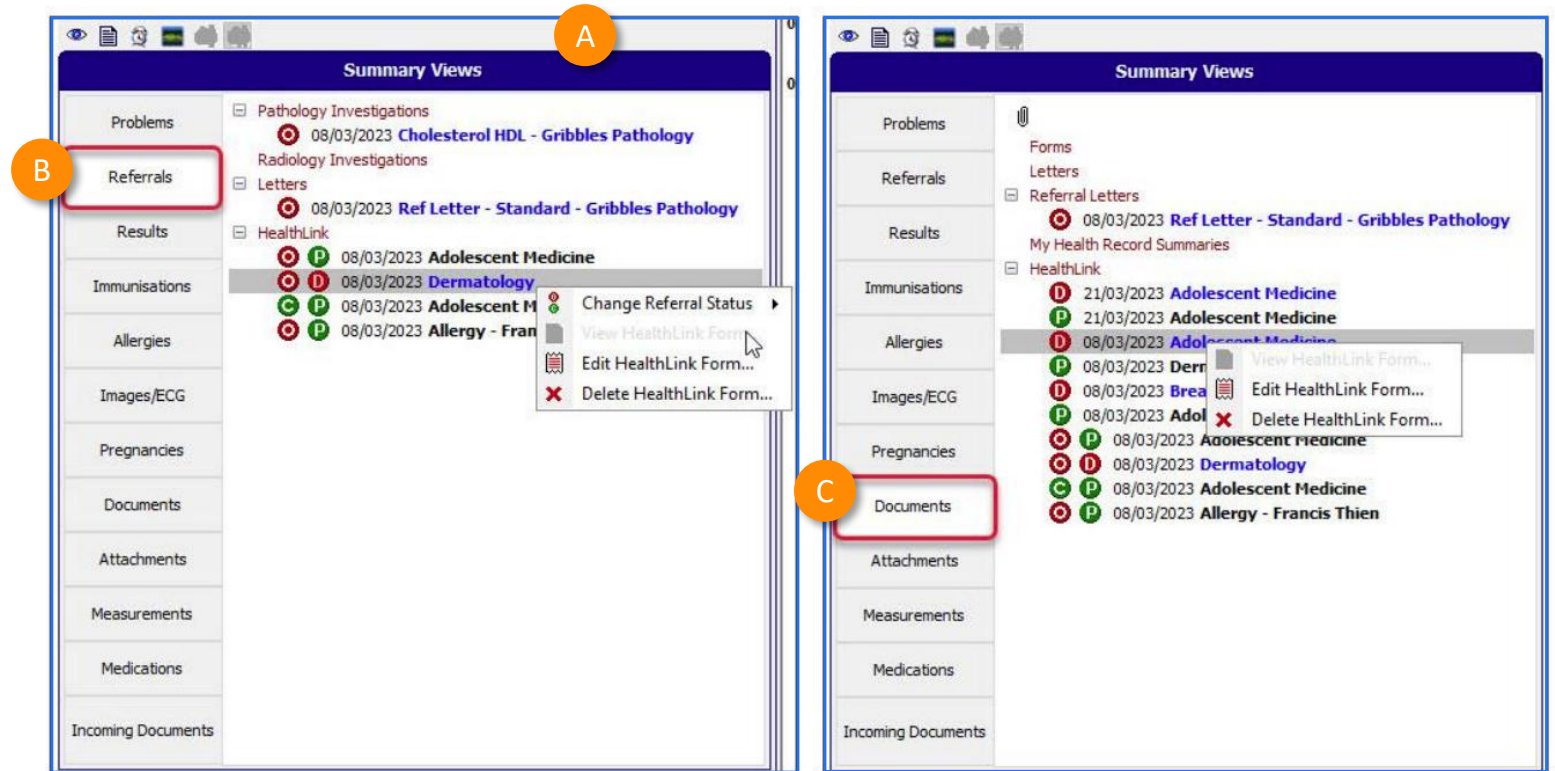 A
0
Summary Views
0
B
Problems
Referrals
Results
Immunisations
Allergies
Images/ECG
Pregnancies
Documents
Attachments
Measurements
Medications
Incoming Documents
Pathology Investigations
08/03/2023 Cholesterol HDL - Gribbles Pathology
Radiology Investigations
Letters
08/03/2023 Ref Letter - Standard - Gribbles Pathology
HealthLink
P 08/03/2023 Adolescent Medicine
D 08/03/2023 Dermatology
C P 08/03/2023 Adolescent M
P 08/03/2023 Allergy - Fran
Change Referral Status
View HealthLink Form...
Edit HealthLink Form...
Delete HealthLink Form...
Summary Views
C
Problems
Referrals
Results
Immunisations
Allergies
Images/ECG
Pregnancies
Documents
Attachments
Measurements
Medications
Incoming Documents
Forms
Letters
Referral Letters
08/03/2023 Ref Letter - Standard - Gribbles Pathology
My Health Record Summaries
HealthLink
D 21/03/2023 Adolescent Medicine
P 21/03/2023 Adolescent Medicine
D 08/03/2023 Adolescent Medicine
P 08/03/2023 Derm
D 08/03/2023 Brea
P 08/03/2023 Adol
P 08/03/2023 Adolescent Medicine
D 08/03/2023 Dermatology
C P 08/03/2023 Adolescent Medicine
P 08/03/2023 Allergy - Francis Thien
View HealthLink Form...
Edit HealthLink Form...
Delete HealthLink Form...